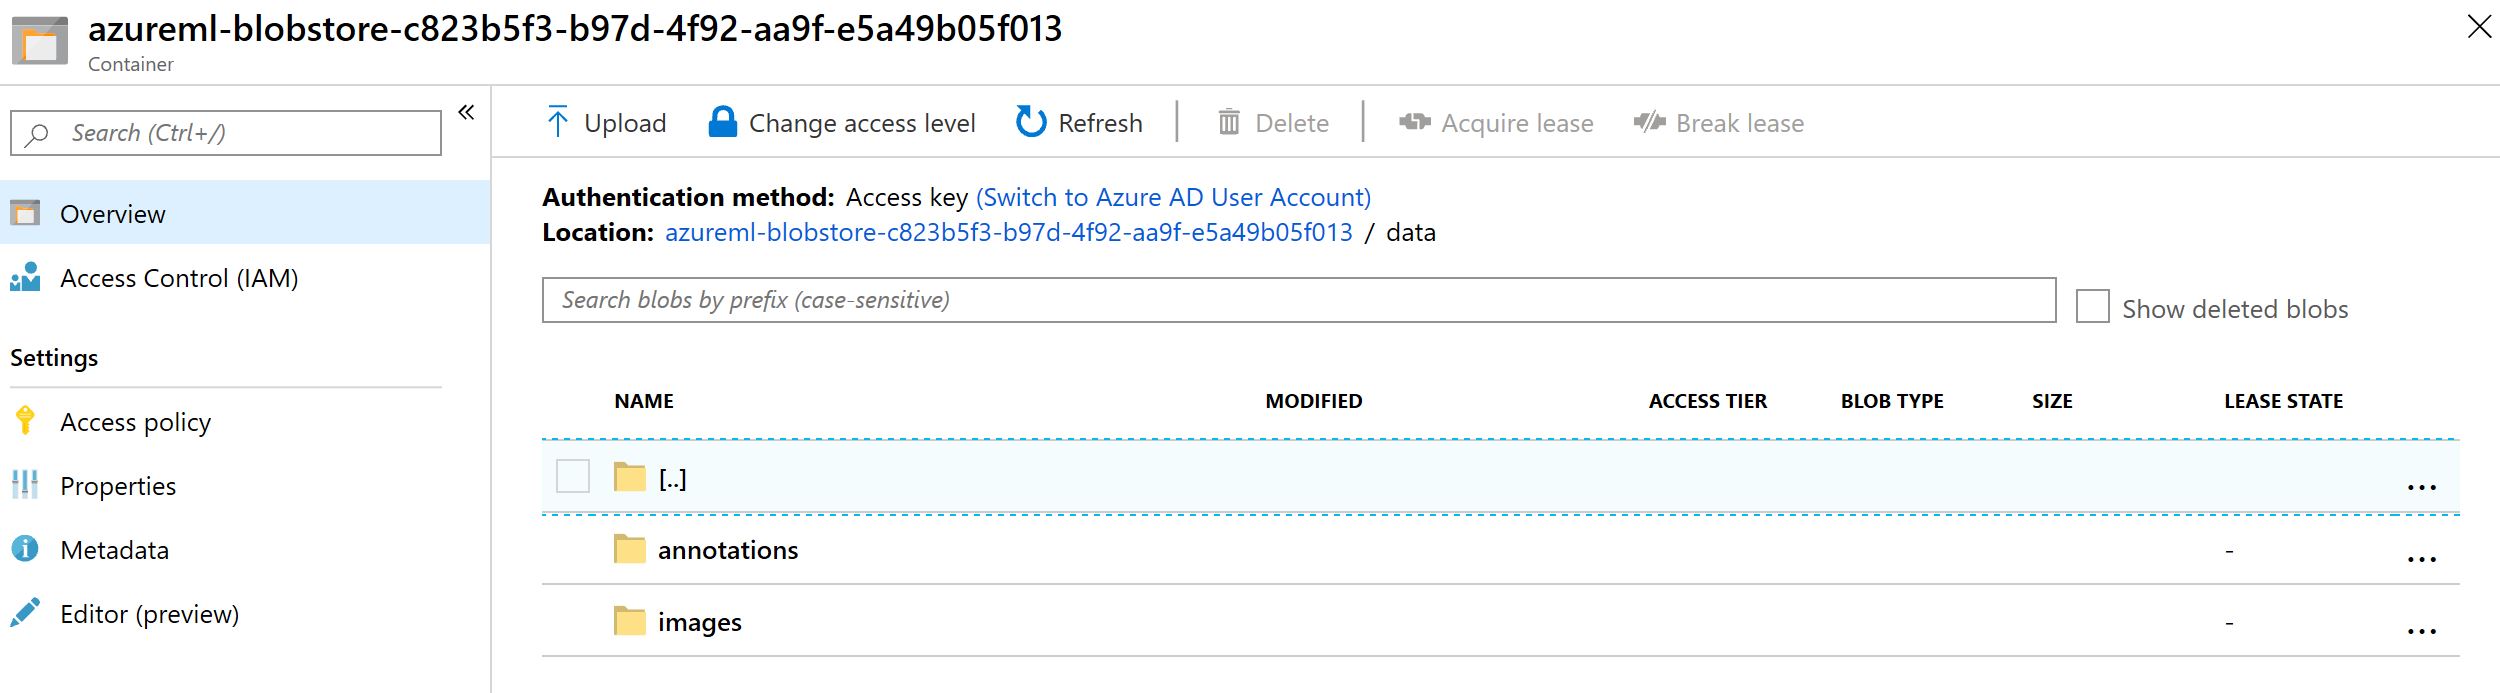 azureml-blobstore-c823b5f3-b97d-4f92-aa9f-e5a49b05f013
Container
Search (Ctrl+/)
Overview
Access Control (IAM)
Settings
Access policy
Properties
Metadata
Editor (preview)
Upload Change access level Refresh Delete Acquire lease Break lease
Authentication method: Access key (Switch to Azure AD User Account)
Location: azureml-blobstore-c823b5f3-b97d-4f92-aa9f-e5a49b05f013 / data
Search blobs by prefix (case-sensitive)
Show deleted blobs
NAME MODIFIED ACCESS TIER BLOB TYPE SIZE LEASE STATE
[..] ...
annotations - ...
images - ...